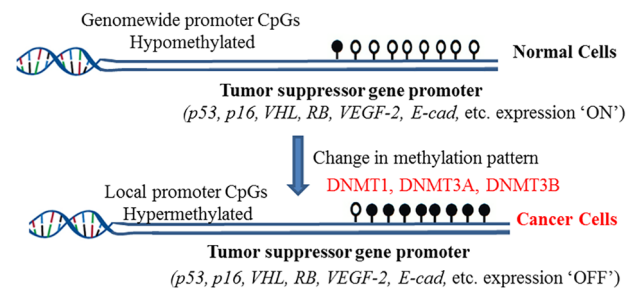 Genomewide promoter CpGs
Hypomethylated
Normal Cells
Tumor suppressor gene promoter
(p53, p16, VHL, RB, VEGF-2, E-cad, etc. expression ‘ON’)
Change in methylation pattern
DNMT1, DNMT3A, DNMT3B
Local promoter CpGs
Hypermethylated
Cancer Cells
Tumor suppressor gene promoter
(p53, p16, VHL, RB, VEGF-2, E-cad, etc. expression ‘OFF’)